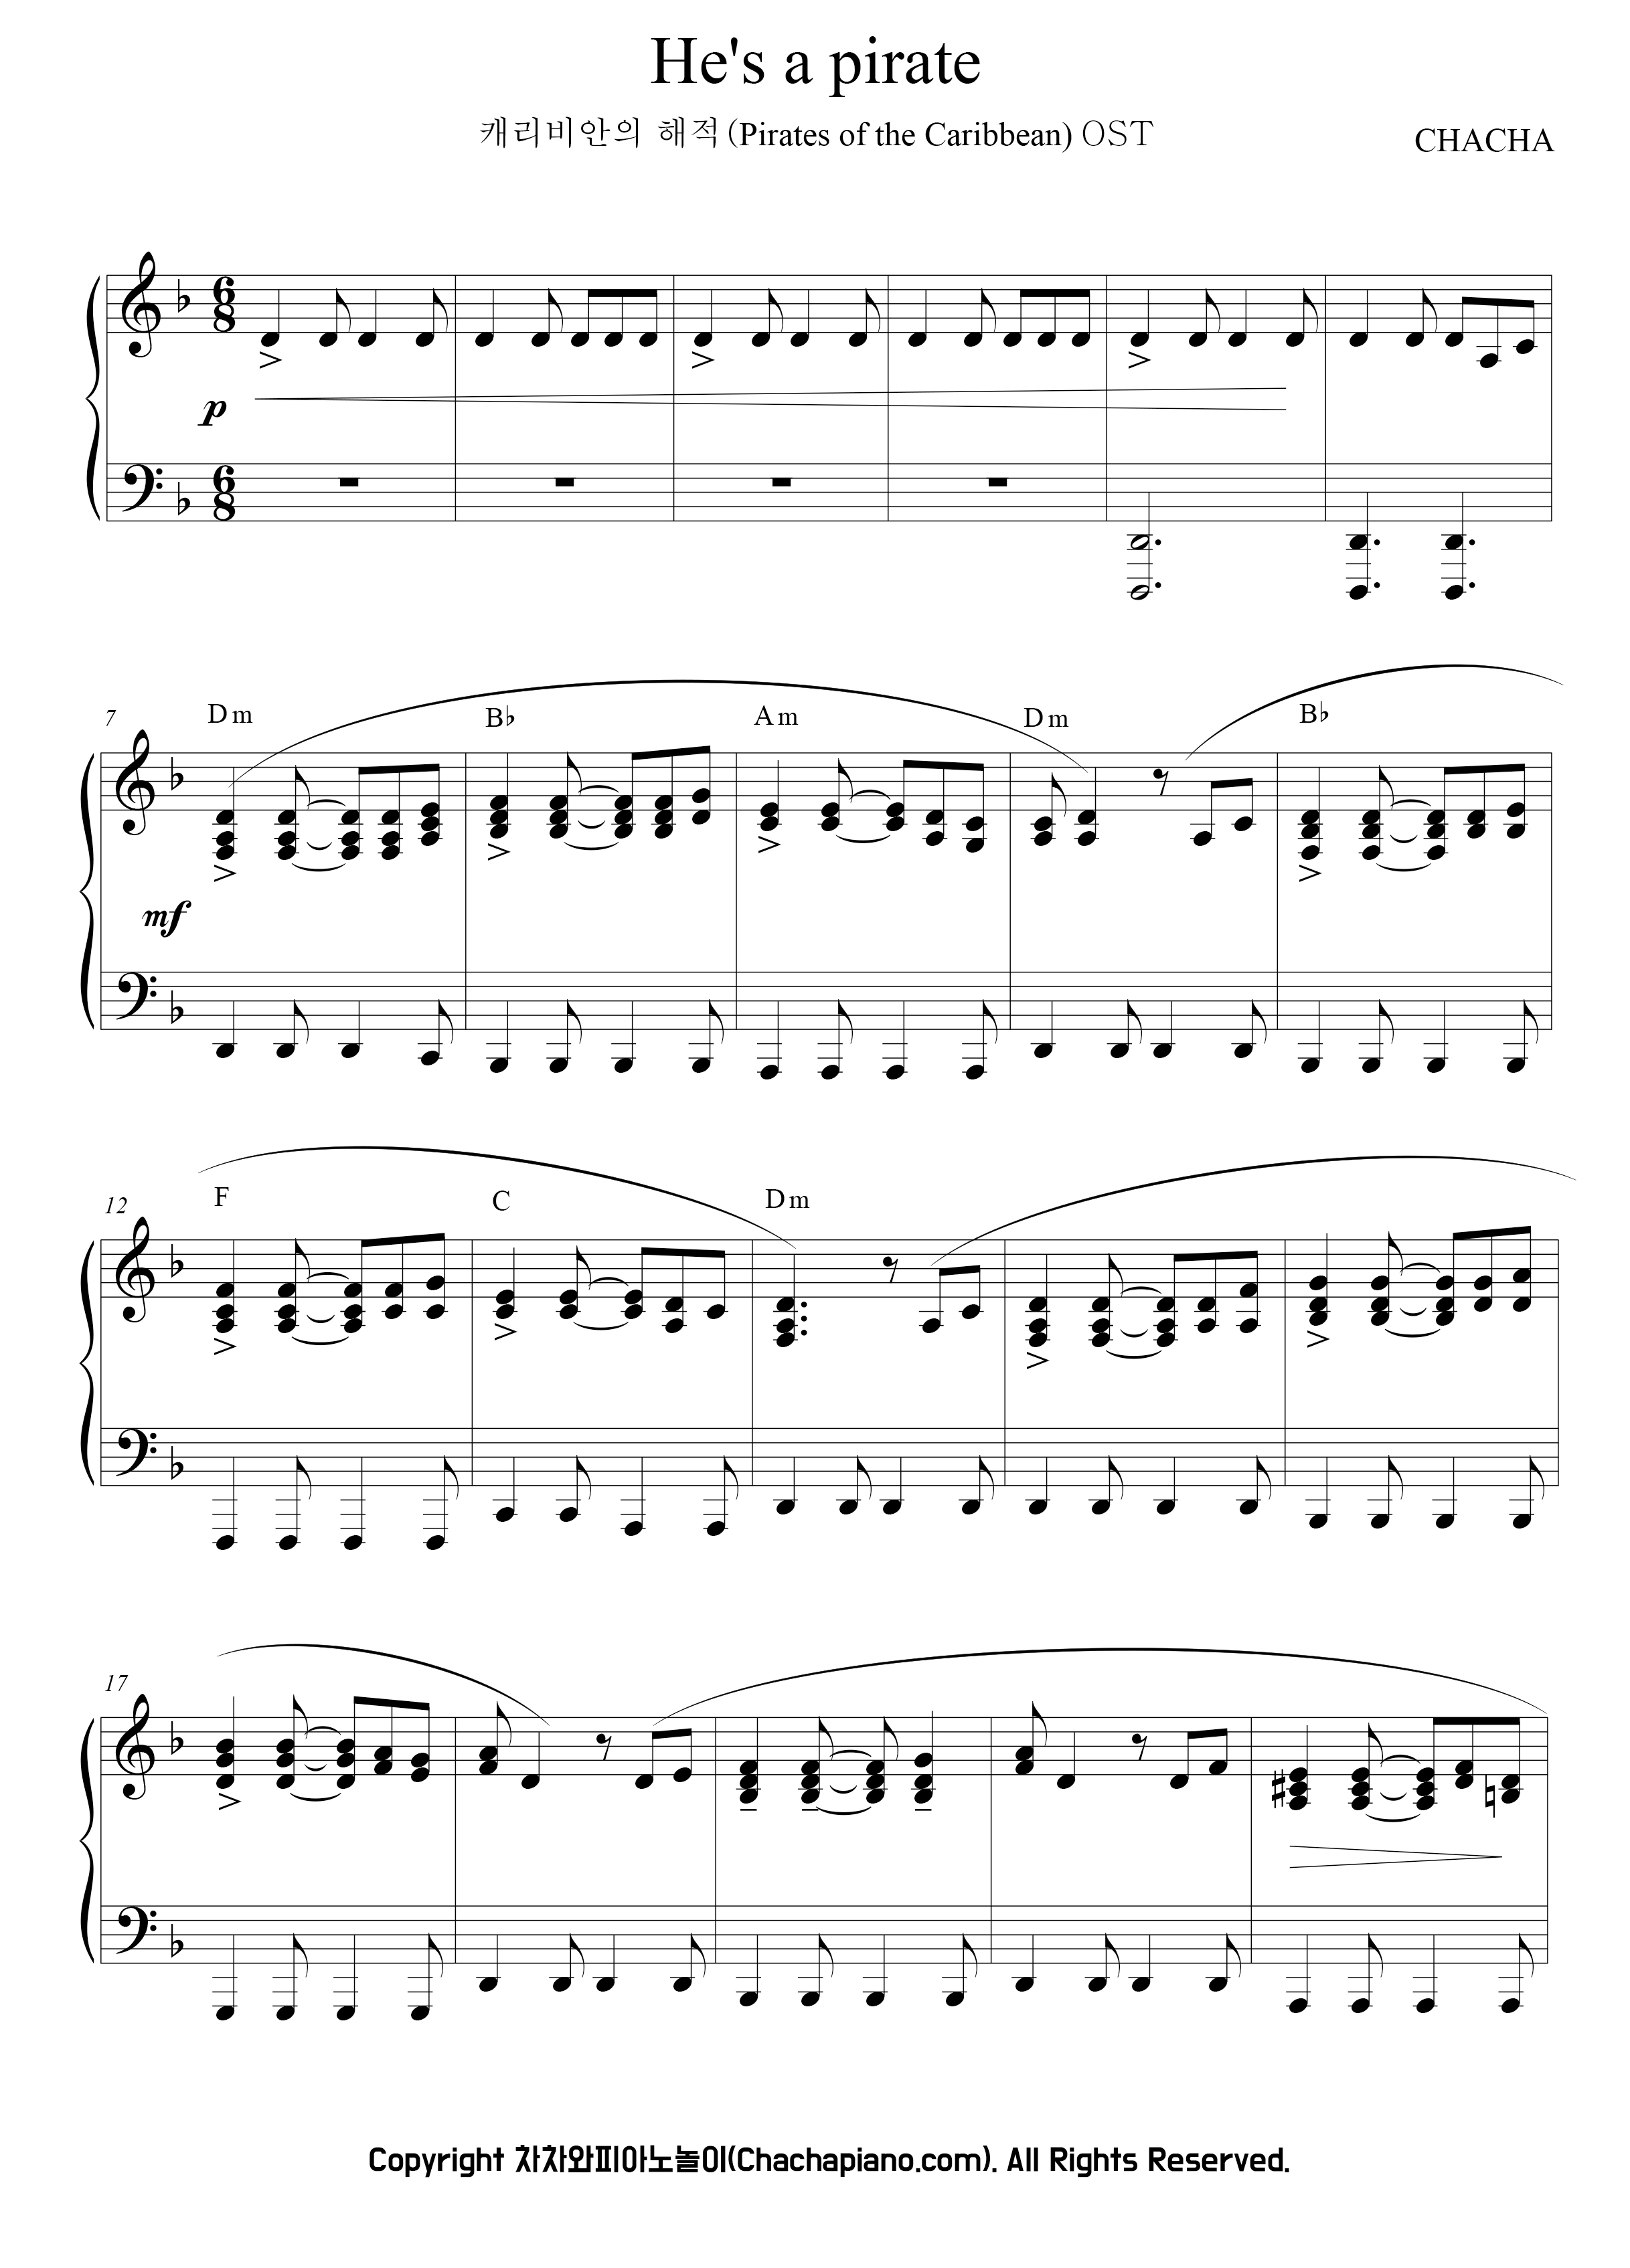 He's a pirate
캐리비안의 해적(Pirates of the Caribbean) OST
CHACHA
6 8
p
6 8
7
Dm B♭ Am Dm B♭
mf
12
F C Dm
17
Copyright 차차와피아노놀이(Chachapiano.com). All Rights Reserved.